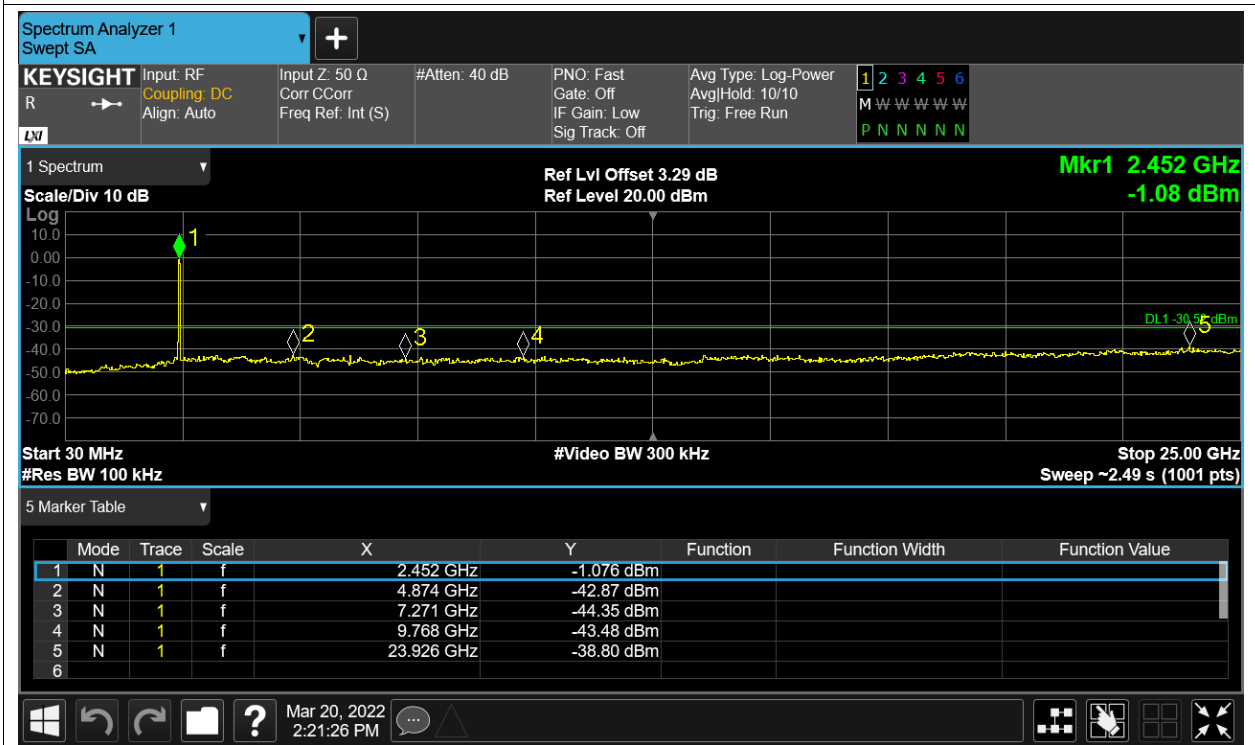 Spectrum Analyzer 1
Swept SA
+
KEYSIGHT Input: RF Input Z: 50 Ω #Atten: 40 dB PNO: Fast Avg Type: Log-Power 1 2 3 4 5 6
R Coupling: DC Corr CCorr Gate: Off Avg|Hold: 10/10 M W W W W W
Align: Auto Freq Ref: Int (S) IF Gain: Low Trig: Free Run
LXI Sig Track: Off P N N N N N
1 Spectrum Ref Lvl Offset 3.29 dB Mkr1 2.452 GHz
Scale/Div 10 dB Ref Level 20.00 dBm -1.08 dBm
Log
10.0 1
0.00
-10.0
-20.0
-30.0 2 3 4 DL1 dBm 5
-40.0
-50.0
-60.0
-70.0
Start 30 MHz #Video BW 300 kHz Stop 25.00 GHz
#Res BW 100 kHz Sweep ~2.49 s (1001 pts)
5 Marker Table
Mode Trace Scale X Y Function Function Width Function Value
1 N 1 f 2.452 GHz -1.076 dBm
2 N 1 f 4.874 GHz -42.87 dBm
3 N 1 f 7.271 GHz -44.35 dBm
4 N 1 f 9.768 GHz -43.48 dBm
5 N 1 f 23.926 GHz -38.80 dBm
6
? Mar 20, 2022
2:21:26 PM